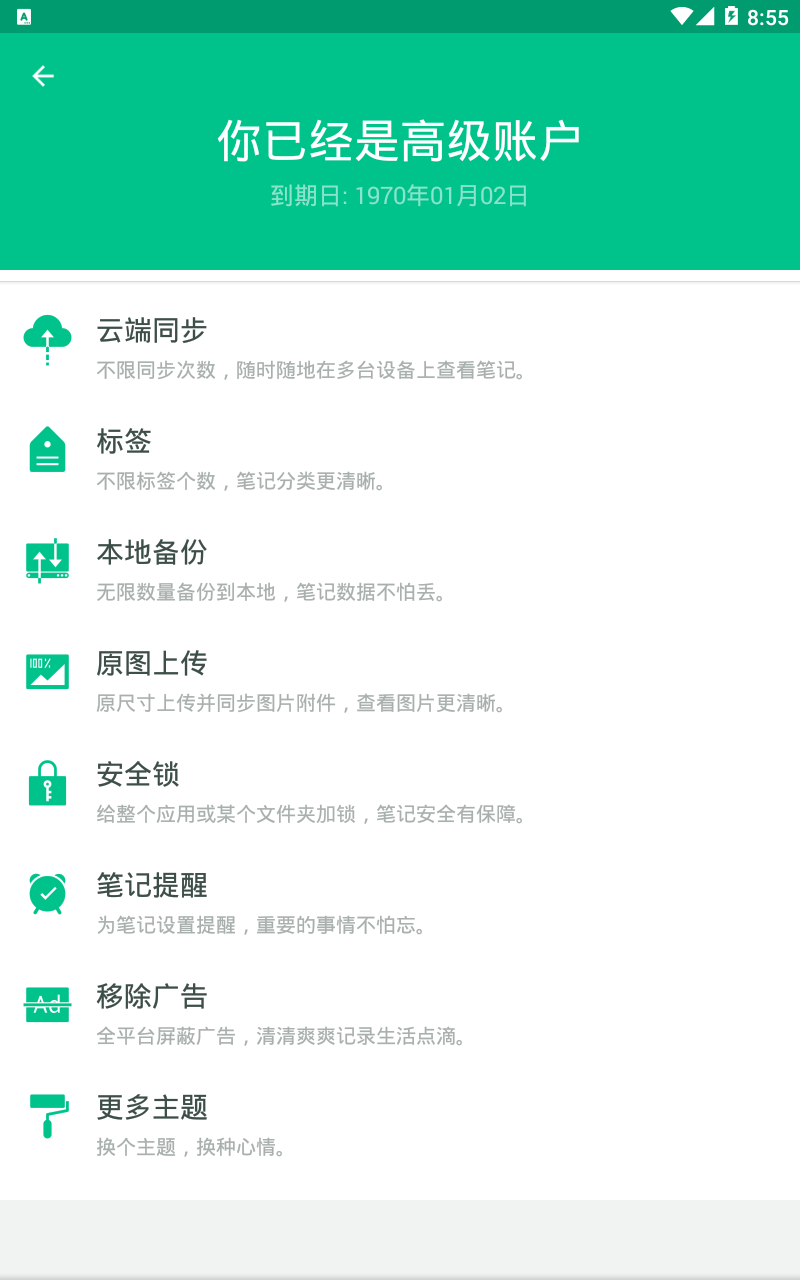 A
8:55
你已经是高级账户
到期日: 1970年01月02日
云端同步
不限同步次数，随时随地在多台设备上查看笔记。
标签
不限标签个数，笔记分类更清晰。
本地备份
无限数量备份到本地，笔记数据不怕丢。
100%
原图上传
原尺寸上传并同步图片附件，查看图片更清晰。
安全锁
给整个应用或某个文件夹加锁，笔记安全有保障。
笔记提醒
为笔记设置提醒，重要的事情不怕忘。
Ad
移除广告
全平台屏蔽广告，清清爽爽记录生活点滴。
更多主题
换个主题，换种心情。